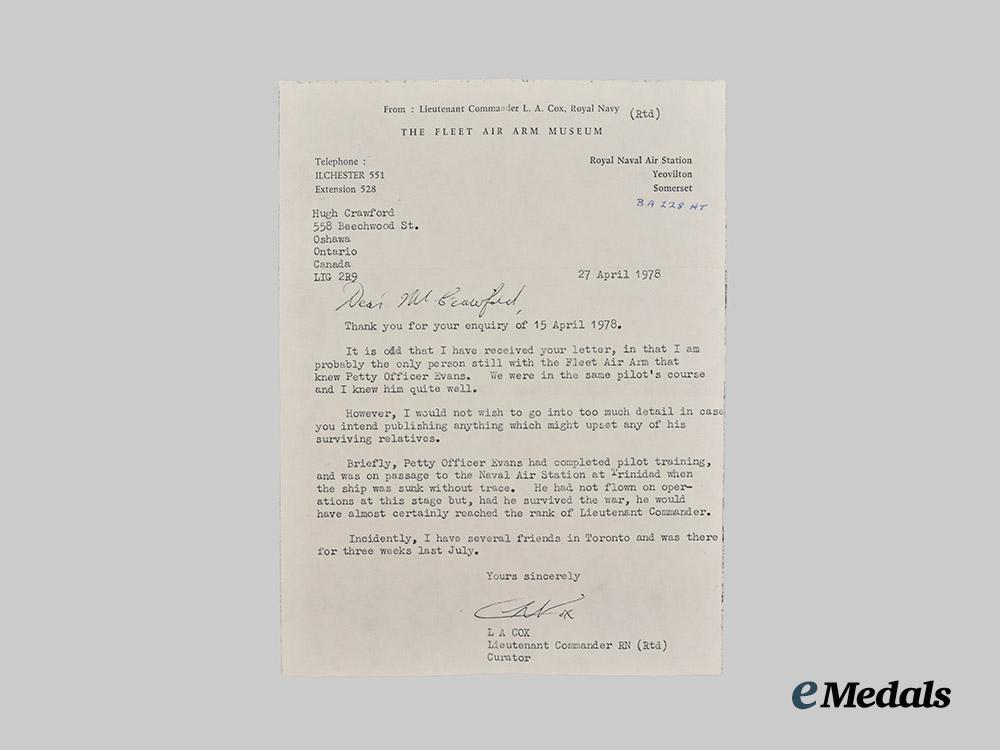 From : Lieutenant Commander L. A. Cox, Royal Navy (Rtd)
THE FLEET AIR ARM MUSEUM
Telephone :
ILCHESTER 551
Extension 528
Royal Naval Air Station
Yeovilton
Somerset
BA22 8HT
Hugh Crawford
558 Beechwood St.
Oshawa
Ontario
Canada
LIG 2R9
27 April 1978
Dear Mr Crawford,
Thank you for your enquiry of 15 April 1978.
It is odd that I have received your letter, in that I am
probably the only person still with the Fleet Air Arm that
knew Petty Officer Evans. We were in the same pilot's course
and I knew him quite well.
However, I would not wish to go into too much detail in case
you intend publishing anything which might upset any of his
surviving relatives.
Briefly, Petty Officer Evans had completed pilot training,
and was on passage to the Naval Air Station at Trinidad when
the ship was sunk without trace. He had not flown on oper-
ations at this stage but, had he survived the war, he would
have almost certainly reached the rank of Lieutenant Commander.
Incidently, I have several friends in Toronto and was there
for three weeks last July.
Yours sincerely
L A COX
Lieutenant Commander RN (Rtd)
Curator
eMedals